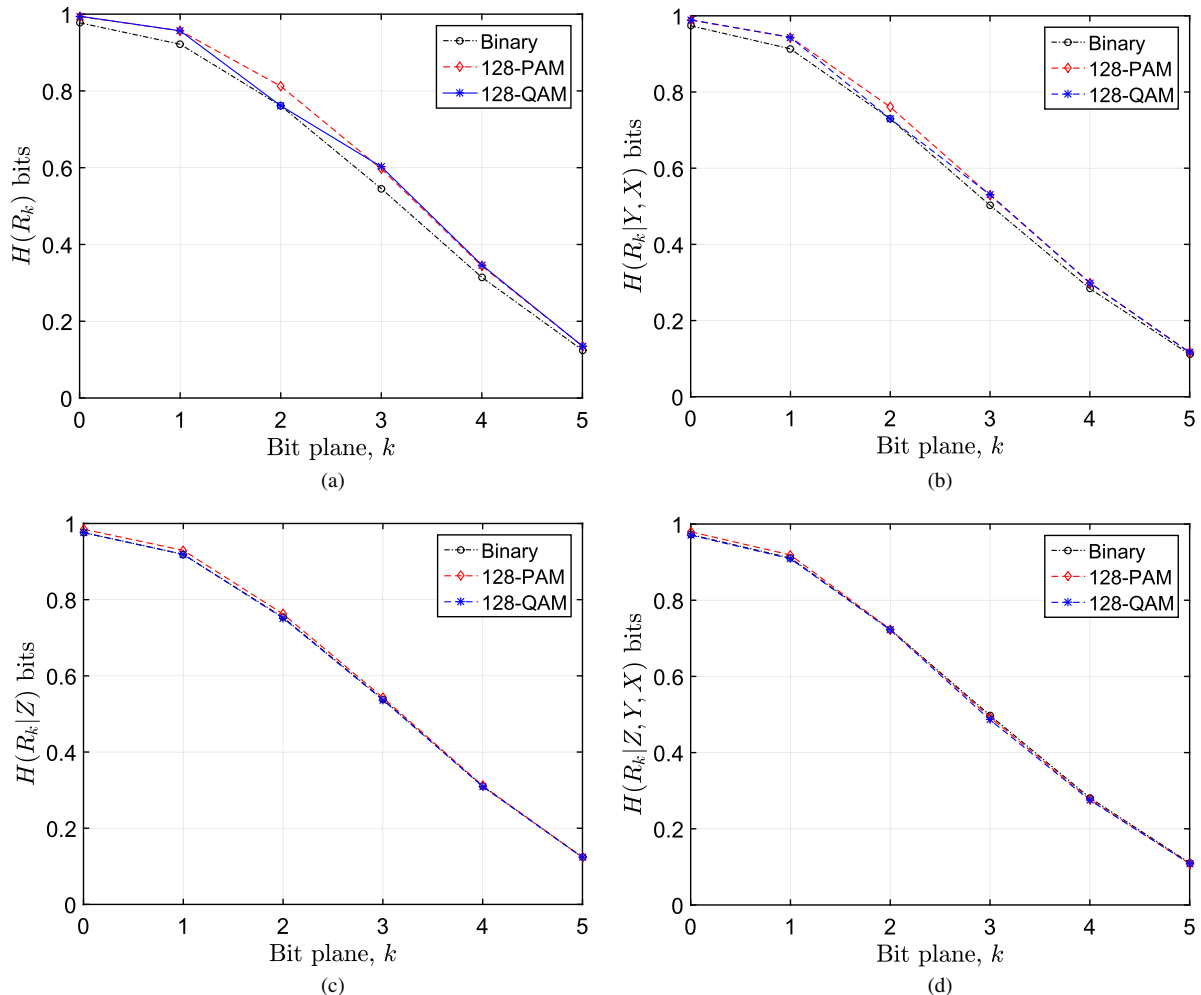 1
0.8
0.6
0.4
0.2
0
0 1 2 3 4 5
H(R_k) bits
Bit plane, k
Binary
128-PAM
128-QAM
(a)
1
0.8
0.6
0.4
0.2
0
0 1 2 3 4 5
H(R_k|Y, X) bits
Bit plane, k
Binary
128-PAM
128-QAM
(b)
1
0.8
0.6
0.4
0.2
0
0 1 2 3 4 5
H(R_k|Z) bits
Bit plane, k
Binary
128-PAM
128-QAM
(c)
1
0.8
0.6
0.4
0.2
0
0 1 2 3 4 5
H(R_k|Z, Y, X) bits
Bit plane, k
Binary
128-PAM
128-QAM
(d)